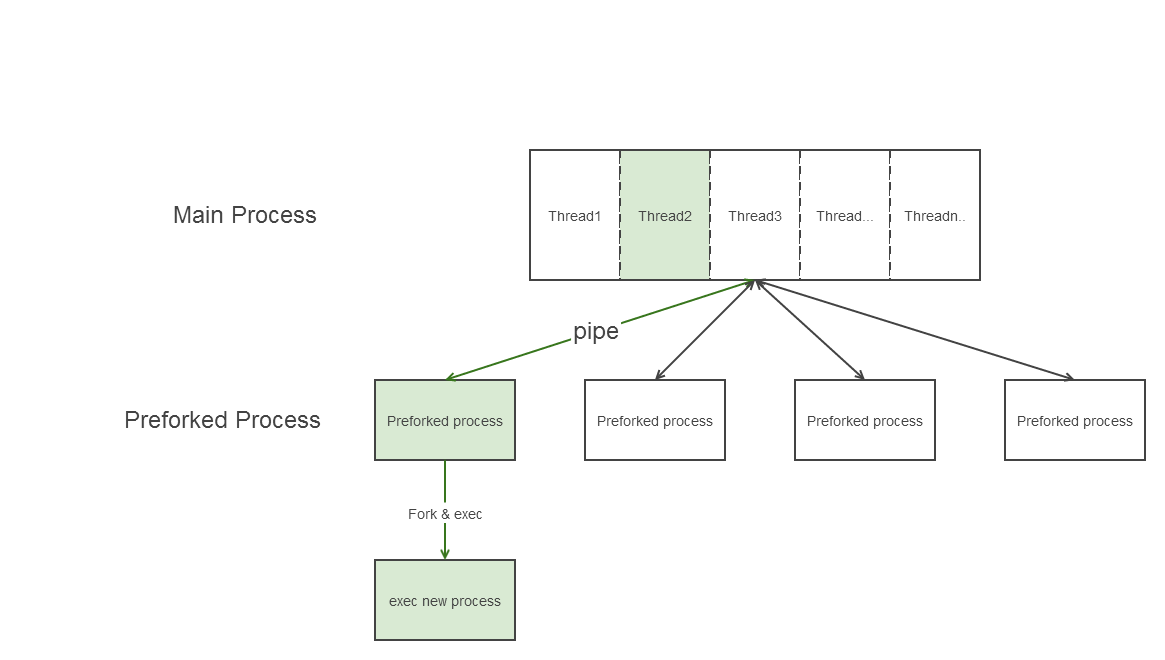 Main Process
Thread1
Thread2
Thread3
Thread...
Threadn..
pipe
Preforked Process
Preforked process
Preforked process
Preforked process
Preforked process
Fork & exec
exec new process